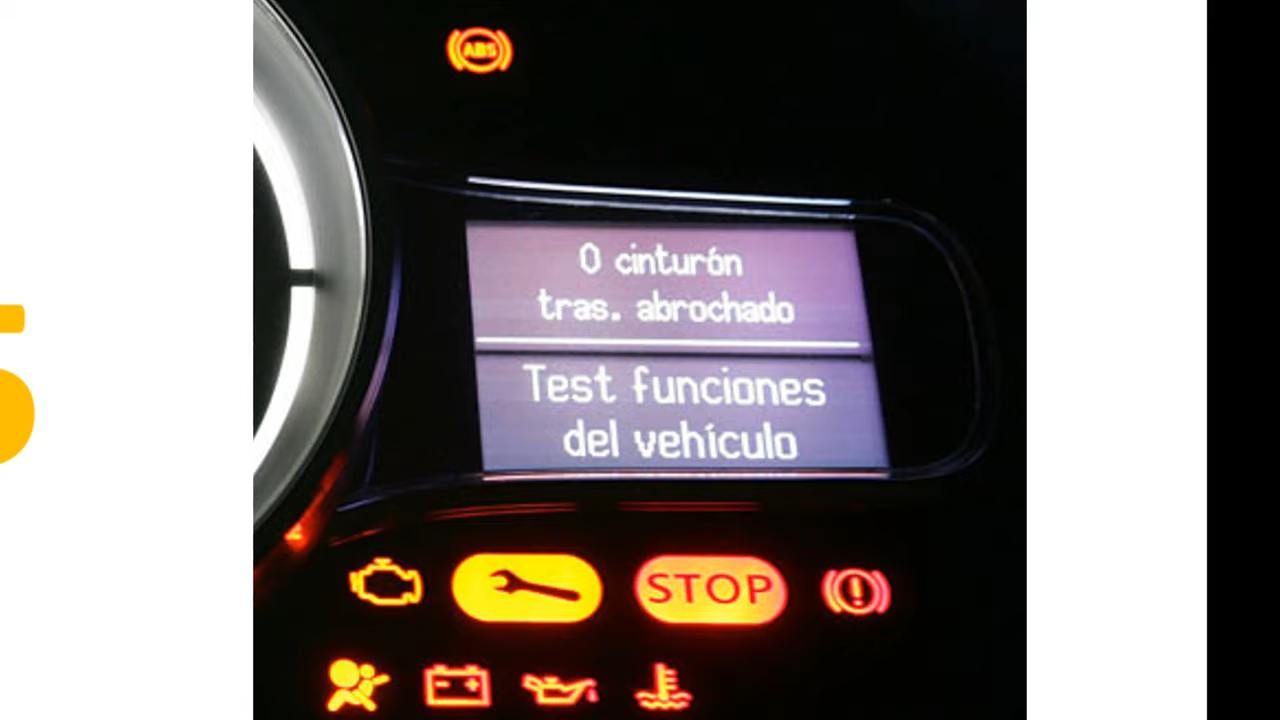 ABS
0 cinturón
tras. abrochado
Test funciones
del vehículo
STOP